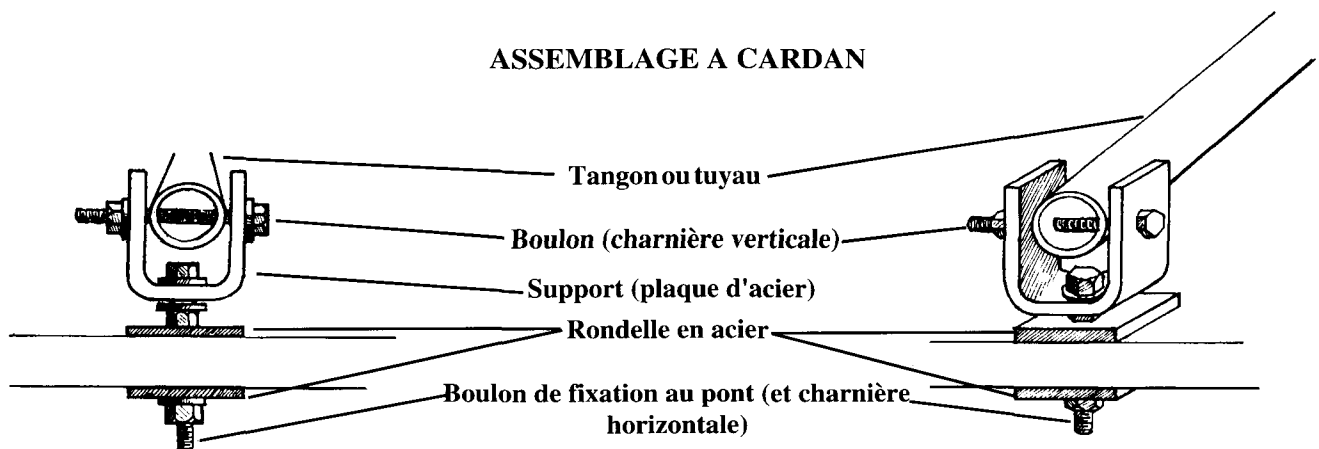 ASSEMBLAGE A CARDAN
Tangon ou tuyau
Boulon (charnière verticale)
Support (plaque d'acier)
Rondelle en acier
Boulon de fixation au pont (et charnière
horizontale)